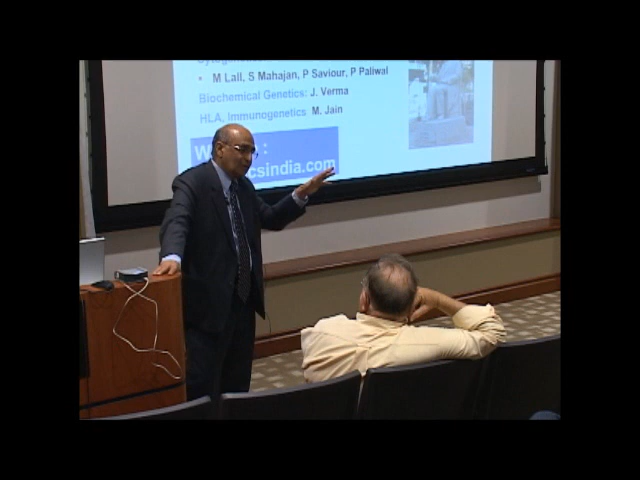 M Lall, S Mahajan, P Saviour, P Paliwal
Biochemical Genetics: J. Verma
HLA, Immunogenetics M. Jain
W :
csindia.com